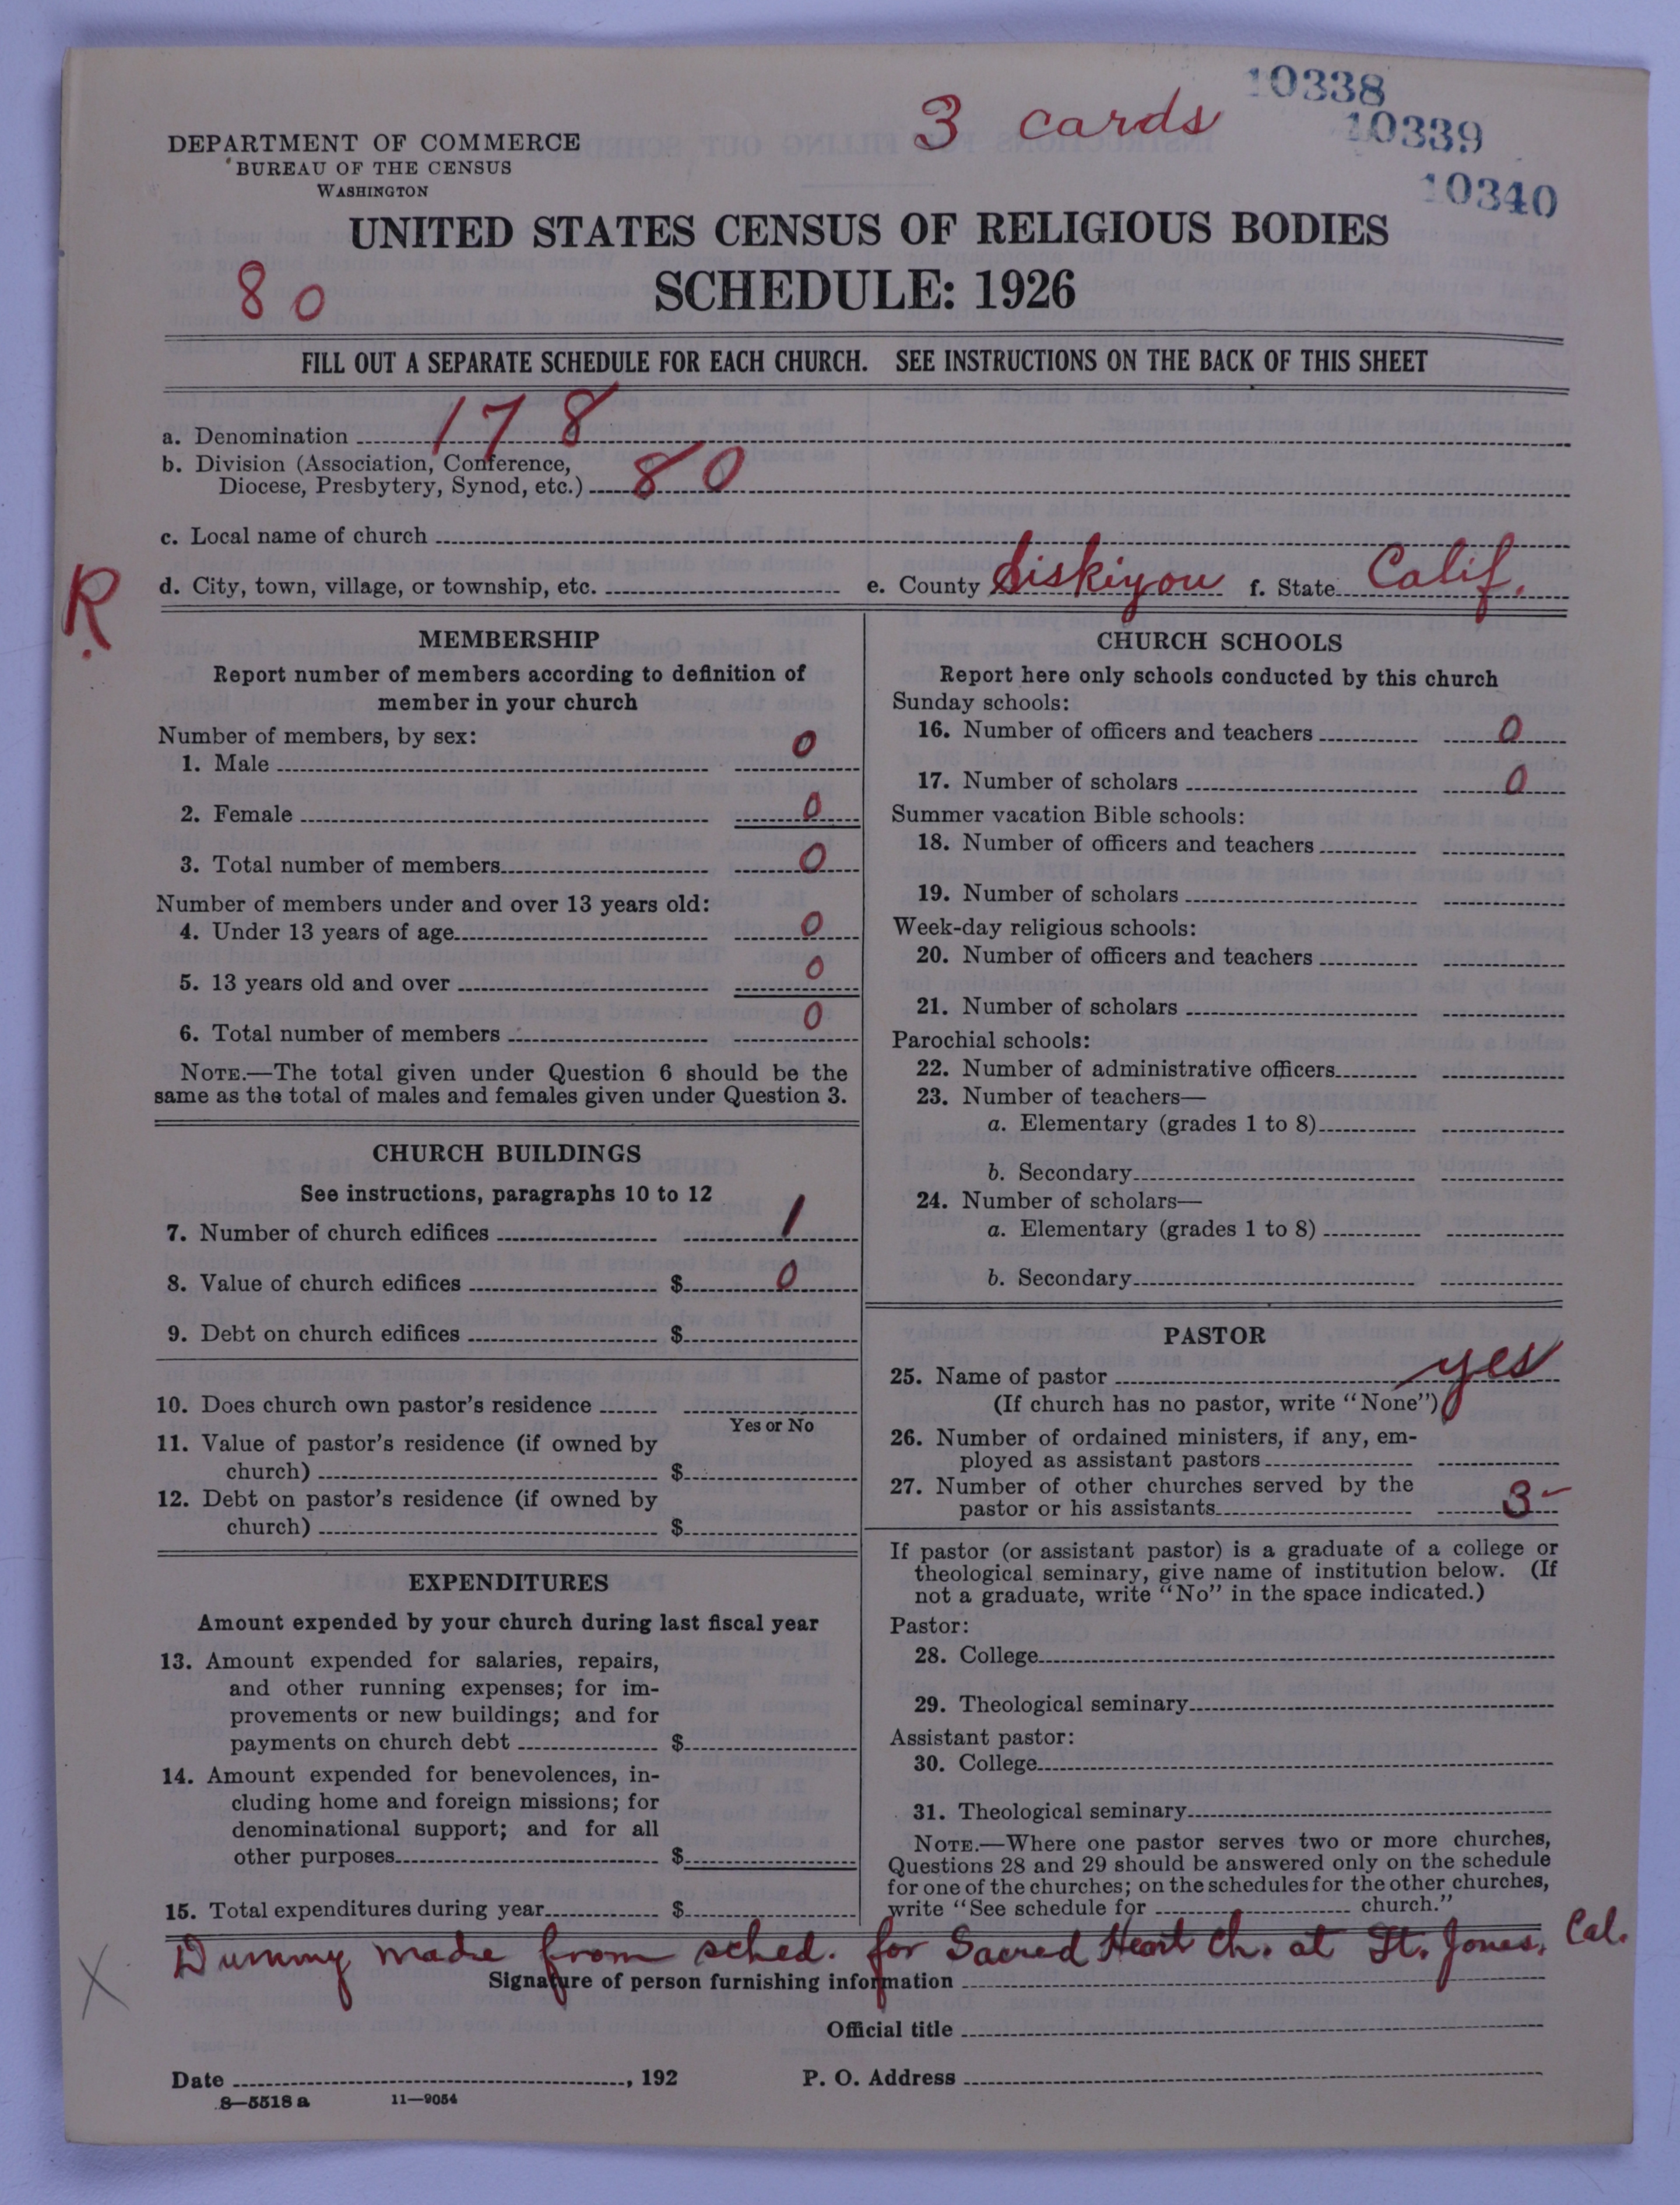 3 cards
10338
10339
10340
DEPARTMENT OF COMMERCE
BUREAU OF THE CENSUS
WASHINGTON
UNITED STATES CENSUS OF RELIGIOUS BODIES
80
SCHEDULE: 1926
FILL OUT A SEPARATE SCHEDULE FOR EACH CHURCH. SEE INSTRUCTIONS ON THE BACK OF THIS SHEET
a. Denomination 178
b. Division (Association, Conference,
Diocese, Presbytery, Synod, etc.) 80
c. Local name of church
R.
d. City, town, village, or township, etc. e. County Siskiyou f. State Calif.
MEMBERSHIP
Report number of members according to definition of
member in your church
Number of members, by sex:
1. Male 0
2. Female 0
3. Total number of members 0
Number of members under and over 13 years old:
4. Under 13 years of age 0
5. 13 years old and over 0
6. Total number of members 0
NOTE.—The total given under Question 6 should be the
same as the total of males and females given under Question 3.
CHURCH BUILDINGS
See instructions, paragraphs 10 to 12
7. Number of church edifices 1
8. Value of church edifices $ 0
9. Debt on church edifices $
10. Does church own pastor's residence
Yes or No
11. Value of pastor's residence (if owned by
church) $
12. Debt on pastor's residence (if owned by
church) $
EXPENDITURES
Amount expended by your church during last fiscal year
13. Amount expended for salaries, repairs,
and other running expenses; for im-
provements or new buildings; and for
payments on church debt $
14. Amount expended for benevolences, in-
cluding home and foreign missions; for
denominational support; and for all
other purposes $
15. Total expenditures during year $
CHURCH SCHOOLS
Report here only schools conducted by this church
Sunday schools:
16. Number of officers and teachers 0
17. Number of scholars 0
Summer vacation Bible schools:
18. Number of officers and teachers
19. Number of scholars
Week-day religious schools:
20. Number of officers and teachers
21. Number of scholars
Parochial schools:
22. Number of administrative officers
23. Number of teachers—
a. Elementary (grades 1 to 8)
b. Secondary
24. Number of scholars—
a. Elementary (grades 1 to 8)
b. Secondary
PASTOR
25. Name of pastor yes
(If church has no pastor, write "None")
26. Number of ordained ministers, if any, em-
ployed as assistant pastors
27. Number of other churches served by the
pastor or his assistants 3-
If pastor (or assistant pastor) is a graduate of a college or
theological seminary, give name of institution below. (If
not a graduate, write "No" in the space indicated.)
Pastor:
28. College
29. Theological seminary
Assistant pastor:
30. College
31. Theological seminary
NOTE.—Where one pastor serves two or more churches,
Questions 28 and 29 should be answered only on the schedule
for one of the churches; on the schedules for the other churches,
write "See schedule for church."
Dummy made from sched. for Sacred Heart Ch. at Ft. Jones, Cal.
X
Signature of person furnishing information
Official title
Date , 192 P. O. Address
8—5518 a 11—9054